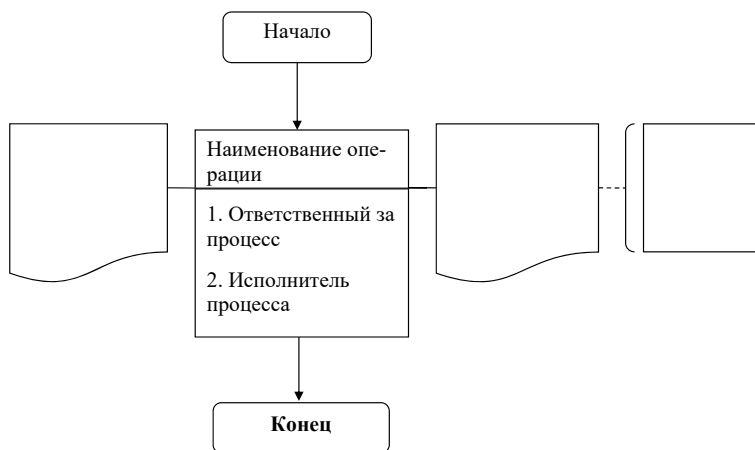 Начало
Наименование опе-
рации
1. Ответственный за
процесс
2. Исполнитель
процесса
Конец